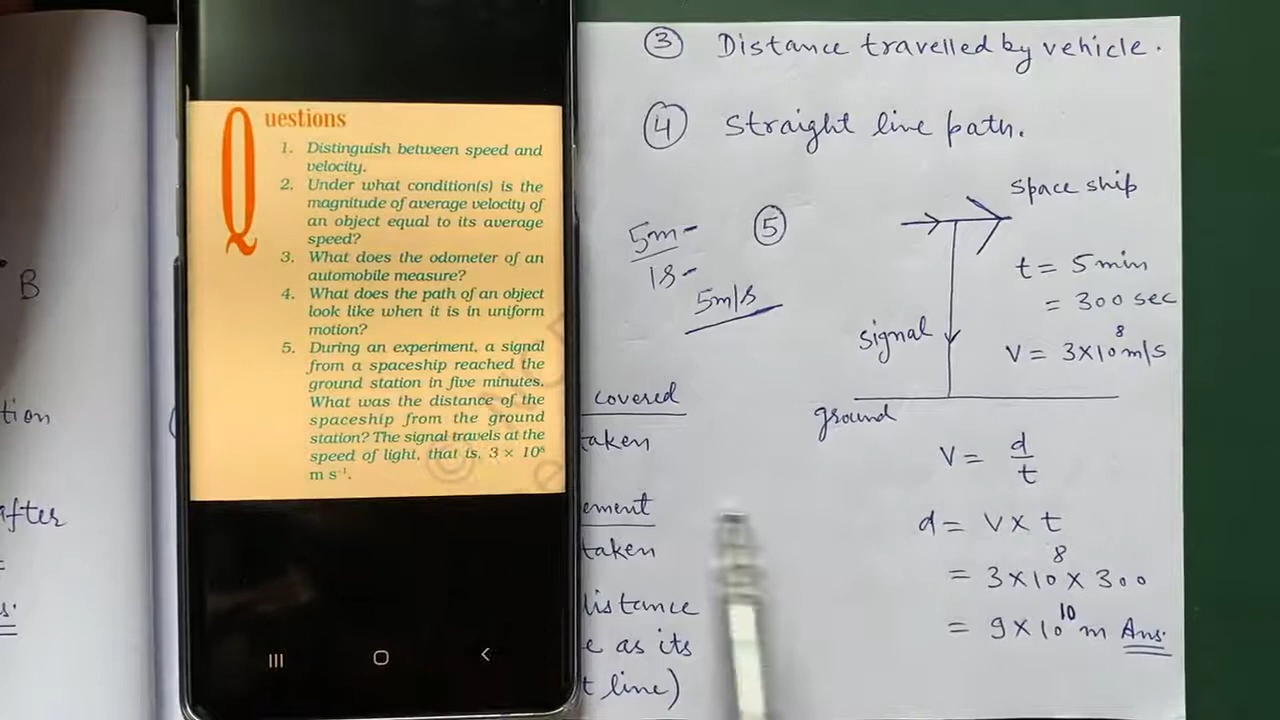 B
tion
after
Questions
1. Distinguish between speed and
velocity.
2. Under what condition(s) is the
magnitude of average velocity of
an object equal to its average
speed?
3. What does the odometer of an
automobile measure?
4. What does the path of an object
look like when it is in uniform
motion?
5. During an experiment, a signal
from a spaceship reached the
ground station in five minutes.
What was the distance of the
spaceship from the ground
station? The signal travels at the
speed of light, that is, 3 × 10⁸
m s⁻¹.
③ Distance travelled by vehicle.
④ Straight line path.
5m-
1s-
5m/s
⑤
space ship
t = 5 min
= 300 sec
V = 3×10⁸ m/s
signal
ground
V = d/t
d = V × t
= 3×10⁸ × 300
= 9×10¹⁰ m Ans.
covered
taken
ement
taken
distance
e as its
t line)